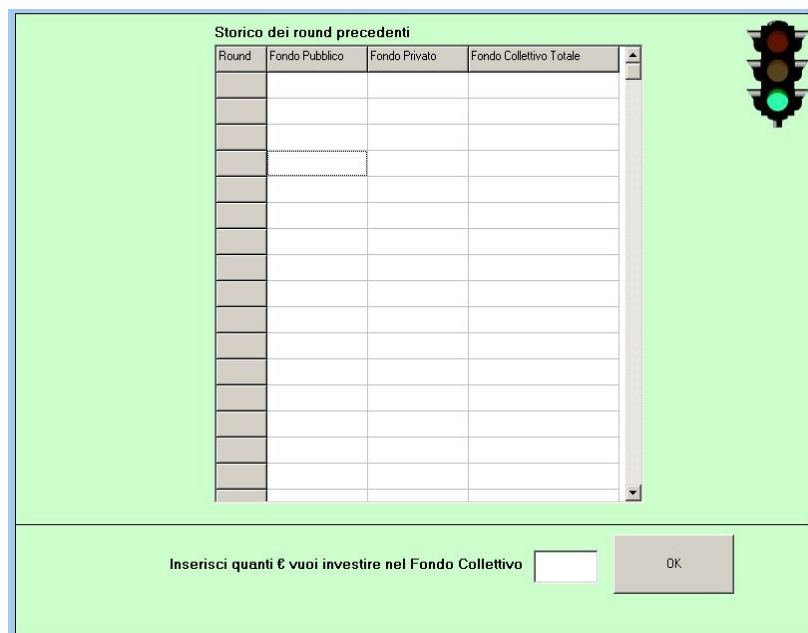 Storico dei round precedenti
Round Fondo Pubblico Fondo Privato Fondo Collettivo Totale
Inserisci quanti € vuoi investire nel Fondo Collettivo OK